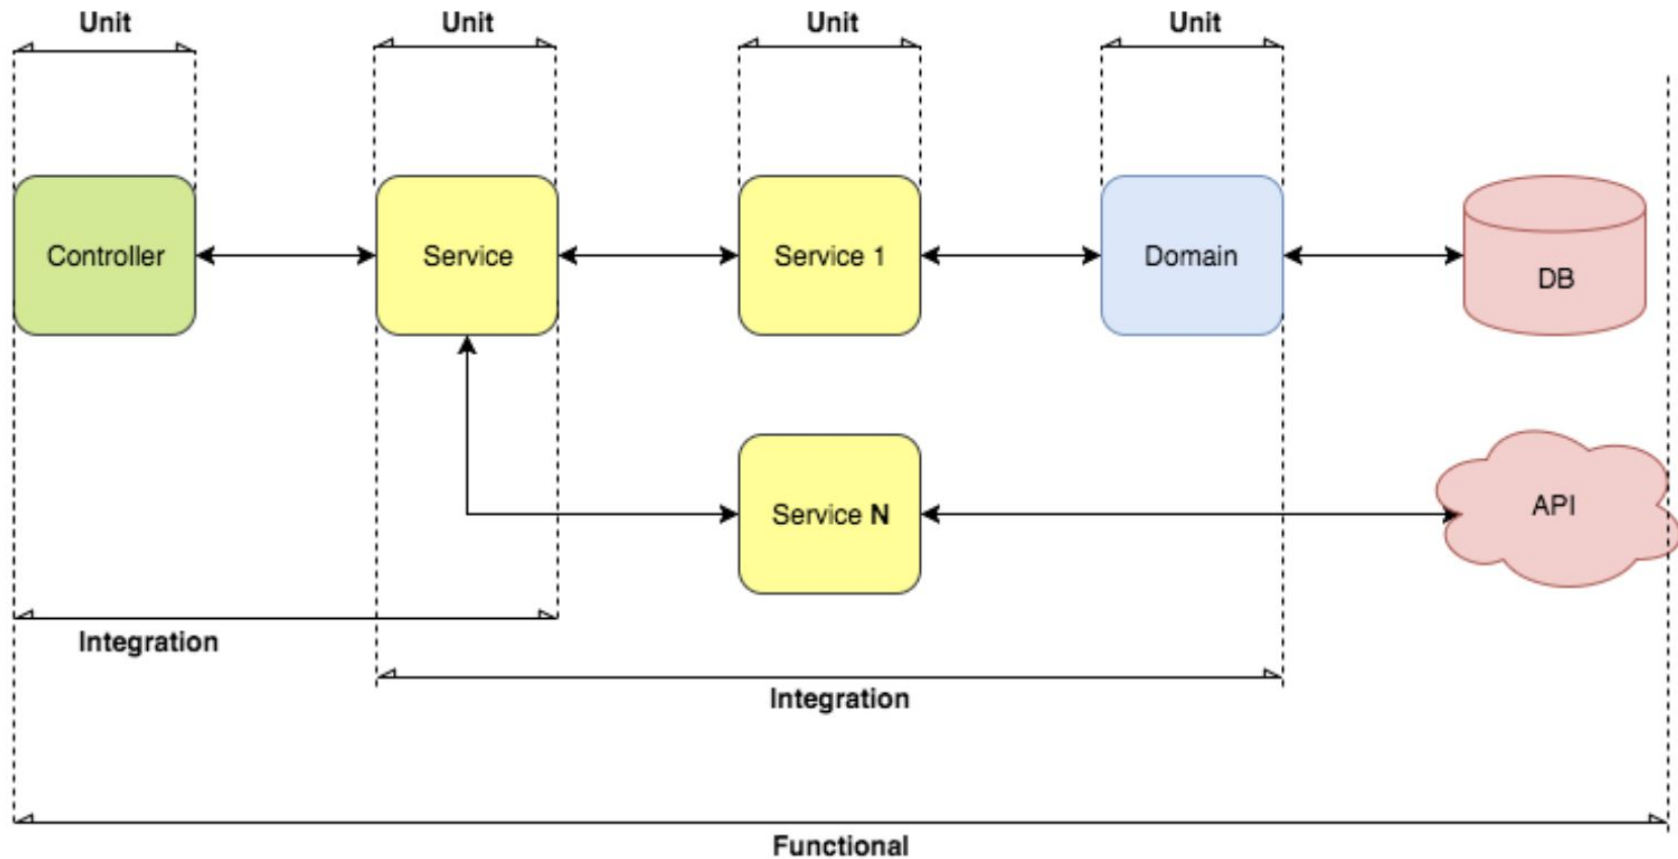 Unit
Unit
Unit
Unit
Controller
Service
Service 1
Domain
DB
Service N
API
Integration
Integration
Functional